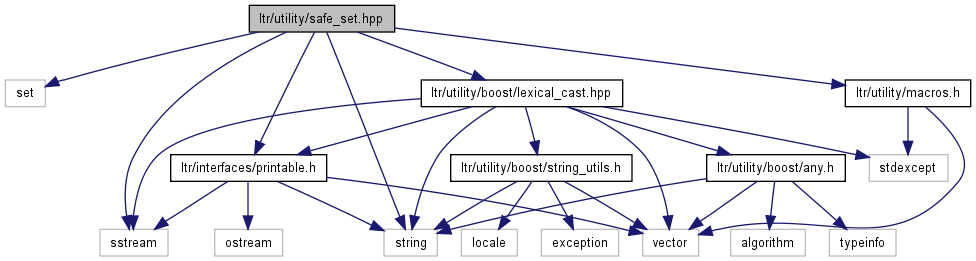 ltr/utility/safe_set.hpp
set
ltr/utility/boost/lexical_cast.hpp
ltr/utility/macros.h
ltr/interfaces/printable.h
ltr/utility/boost/string_utils.h
ltr/utility/boost/any.h
stdexcept
sstream
ostream
string
locale
exception
vector
algorithm
typeinfo